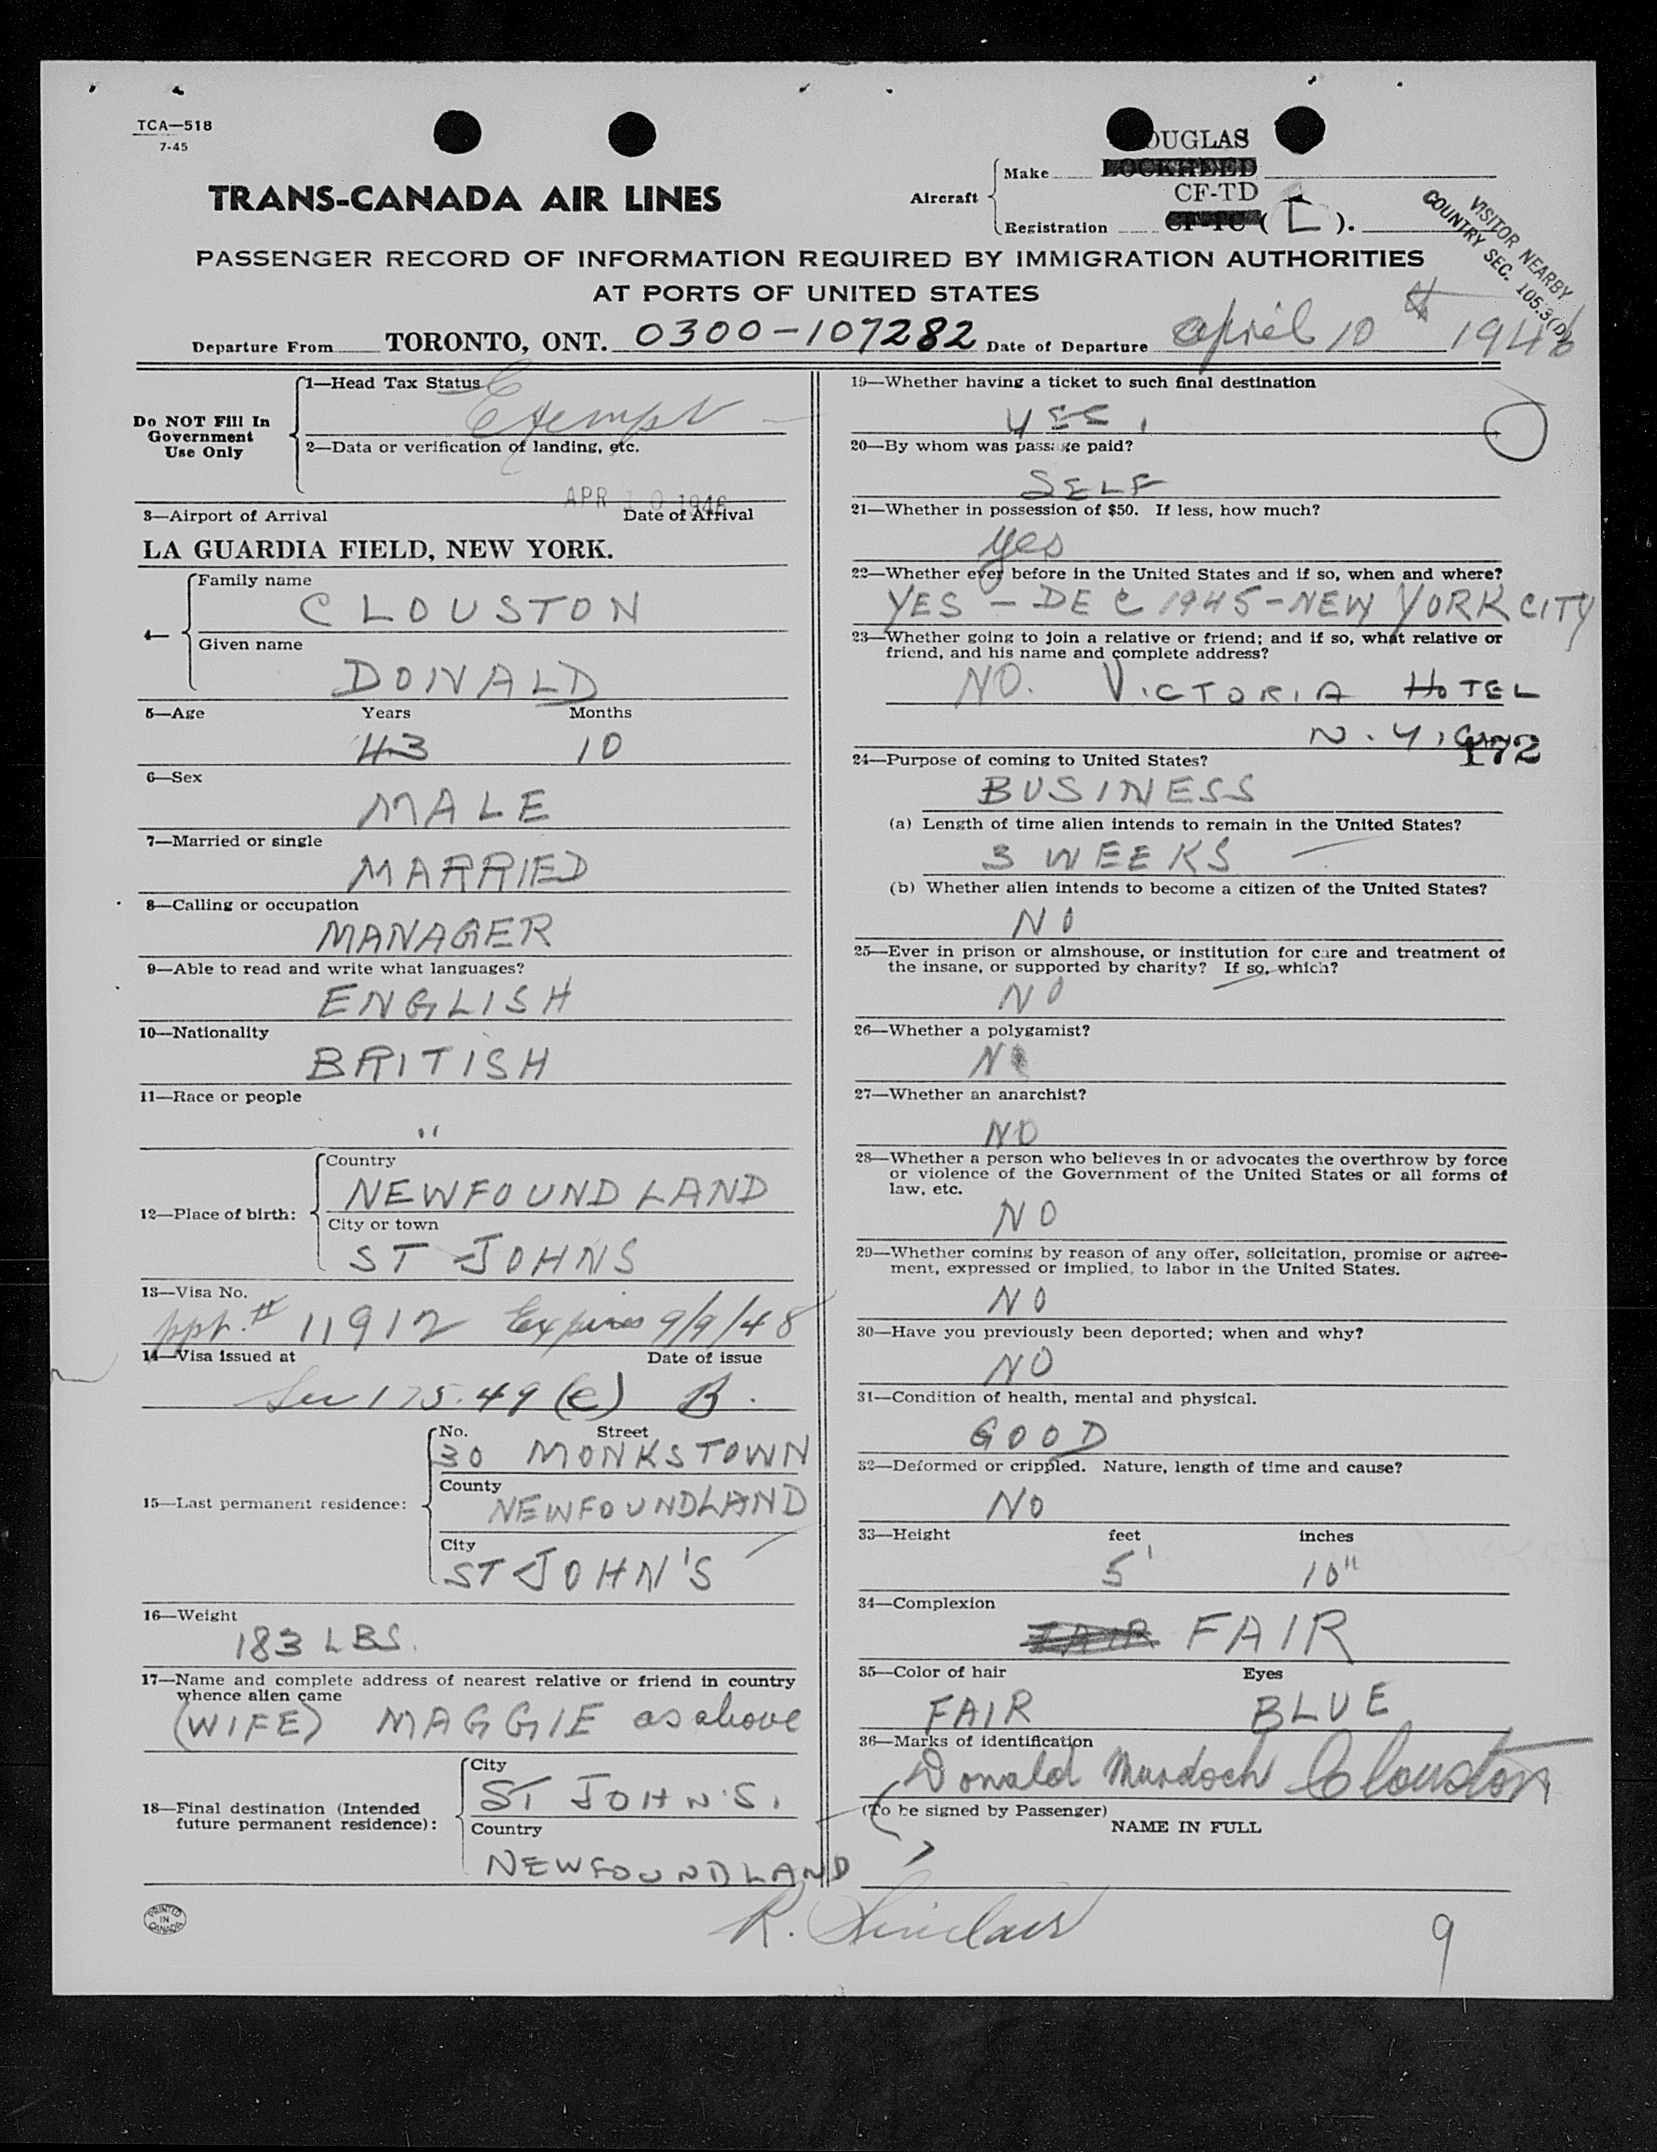 TCA—518
7-45
DOUGLAS
Aircraft
Make
LOCKHEED
CF-TD
Registration
CF-TC ( L ).
VISITOR NEARBY
COUNTRY SEC. 105.3(D)
TRANS-CANADA AIR LINES
PASSENGER RECORD OF INFORMATION REQUIRED BY IMMIGRATION AUTHORITIES
AT PORTS OF UNITED STATES
Departure From TORONTO, ONT. 0300-107282 Date of Departure April 10th 1946
Do NOT Fill In
Government
Use Only
1—Head Tax Status
Exempt
2—Data or verification of landing, etc.
APR 10 1946
3—Airport of Arrival Date of Arrival
LA GUARDIA FIELD, NEW YORK.
4—
Family name
CLOUSTON
Given name
DONALD
5—Age Years Months
43 10
6—Sex
MALE
7—Married or single
MARRIED
8—Calling or occupation
MANAGER
9—Able to read and write what languages?
ENGLISH
10—Nationality
BRITISH
11—Race or people
"
12—Place of birth:
Country
NEWFOUNDLAND
City or town
ST JOHNS
13—Visa No.
ppt. # 11912 Expires 9/9/48
14—Visa issued at Date of issue
Sec 175.49 (e) B.
15—Last permanent residence:
No. Street
30 MONKSTOWN
County
NEWFOUNDLAND
City
ST JOHN'S
16—Weight
183 LBS.
17—Name and complete address of nearest relative or friend in country
whence alien came
(WIFE) MAGGIE as above
18—Final destination (Intended
future permanent residence):
City
ST JOHN'S.
Country
NEWFOUNDLAND
PRINTED
IN
CANADA
19—Whether having a ticket to such final destination
YES.
20—By whom was passage paid?
SELF
21—Whether in possession of $50. If less, how much?
yes
22—Whether ever before in the United States and if so, when and where?
YES - DEC 1945 - NEW YORK CITY
23—Whether going to join a relative or friend; and if so, what relative or
friend, and his name and complete address?
NO. VICTORIA HOTEL
N.Y.
172
24—Purpose of coming to United States?
BUSINESS
(a) Length of time alien intends to remain in the United States?
3 WEEKS
(b) Whether alien intends to become a citizen of the United States?
NO
25—Ever in prison or almshouse, or institution for care and treatment of
the insane, or supported by charity? If so, which?
NO
26—Whether a polygamist?
NO
27—Whether an anarchist?
NO
28—Whether a person who believes in or advocates the overthrow by force
or violence of the Government of the United States or all forms of
law, etc.
NO
29—Whether coming by reason of any offer, solicitation, promise or agree-
ment, expressed or implied, to labor in the United States.
NO
30—Have you previously been deported; when and why?
NO
31—Condition of health, mental and physical.
GOOD
32—Deformed or crippled. Nature, length of time and cause?
NO
33—Height feet inches
5' 10"
34—Complexion
FAIR
35—Color of hair Eyes
FAIR BLUE
36—Marks of identification
Donald Murdoch Clouston
(To be signed by Passenger)
NAME IN FULL
R. Sinclair
9